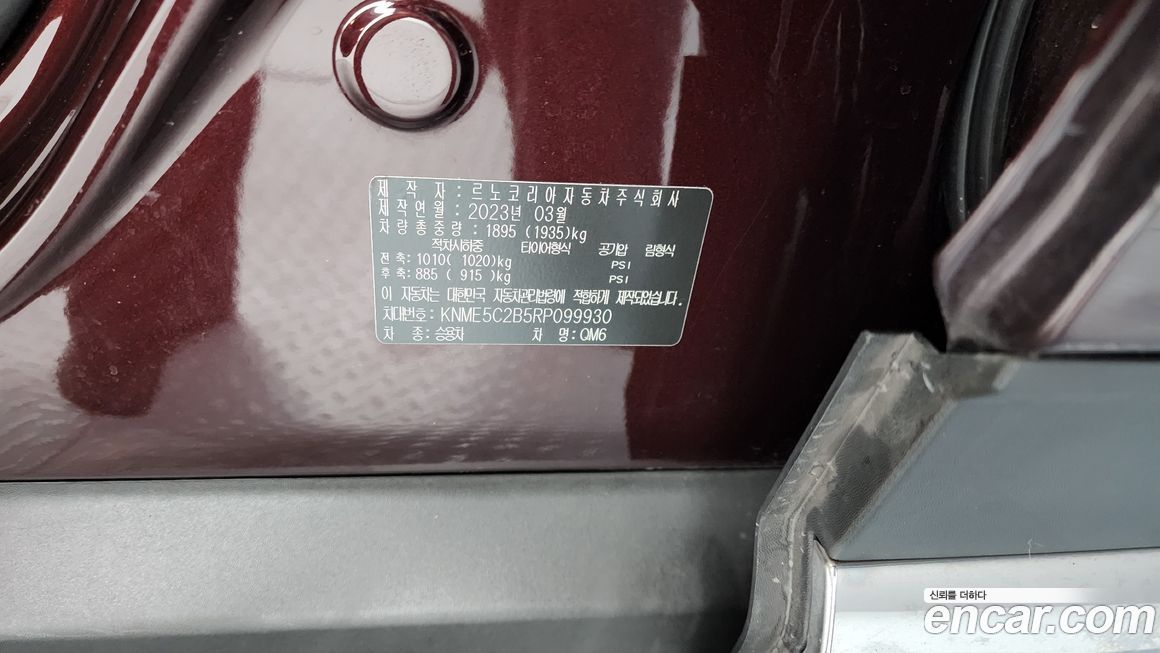 제 작 자 : 르노코리아자동차주식회사
제작연월 : 2023년 03월
차 량 총 중 량 : 1895 (1935)kg
적차시하중 타이어형식 공기압 림형식
전 축 : 1010( 1020)kg PSI
후 축 : 885 ( 915 )kg PSI
이 자동차는 대한민국 자동차관리법령에 적합하게 제작되었습니다.
차대번호 : KNME5C2B5RP099930
차 종 : 승용차 차 명 : QM6
신뢰를 더하다
encar.com